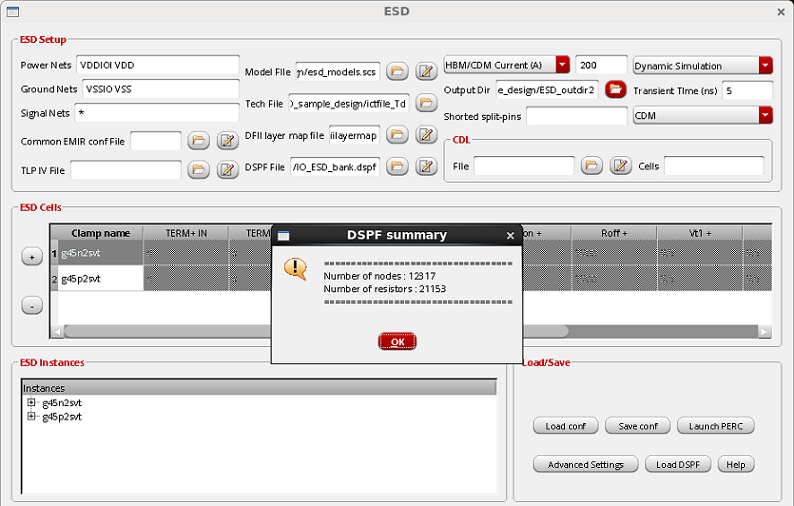 ESD
ESD Setup
Power Nets VDDIOI VDD
Ground Nets VSSIO VSS
Signal Nets *
Common EMIR conf File
TLP IV File
Model File gn/esd_models.scs
Tech File _sample_design/ictfile_Td
DFII layer map file iilayermap
DSPF File /IO_ESD_bank.dspf
HBM/CDM Current (A) 200 Dynamic Simulation
Output Dir e_design/ESD_outdir2 Transient Time (ns) 5
Shorted split-pins CDM
CDL
File Cells
ESD Cells
Clamp name TERM+ IN TERM on + Roff + Vt1 +
+
1 g45n2svt
2 g45p2svt
-
DSPF summary
====================================
Number of nodes : 12317
Number of resistors : 21153
====================================
OK
ESD Instances
Instances
g45n2svt
g45p2svt
Load/Save
Load conf Save conf Launch PERC
Advanced Settings Load DSPF Help